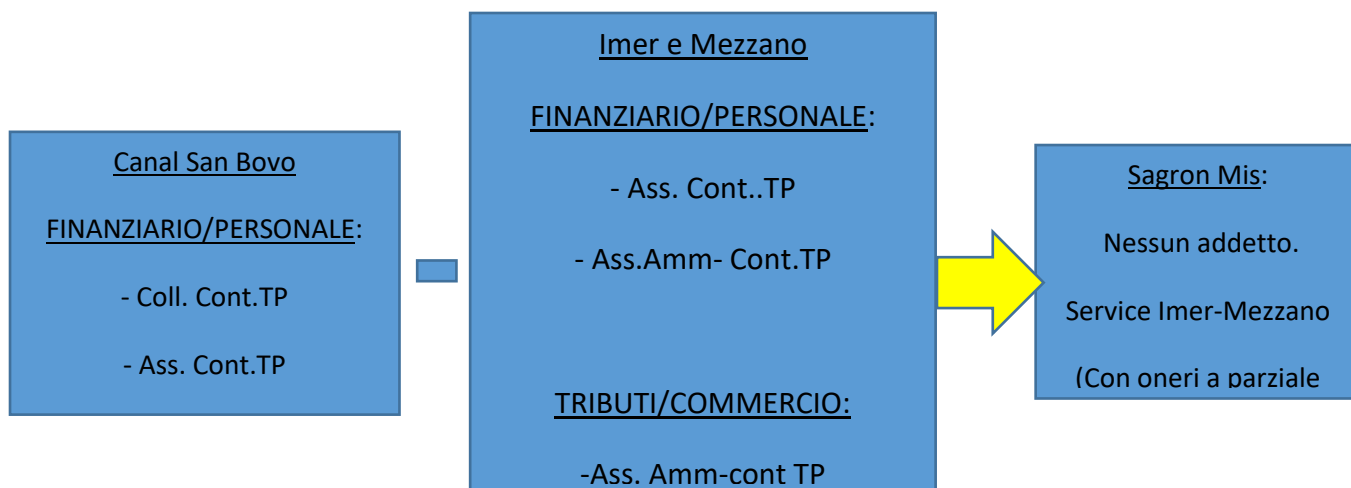 Canal San Bovo
FINANZIARIO/PERSONALE:
- Coll. Cont.TP
- Ass. Cont.TP
Imer e Mezzano
FINANZIARIO/PERSONALE:
- Ass. Cont..TP
- Ass.Amm- Cont.TP
TRIBUTI/COMMERCIO:
-Ass. Amm-cont TP
Sagron Mis:
Nessun addetto.
Service Imer-Mezzano
(Con oneri a parziale